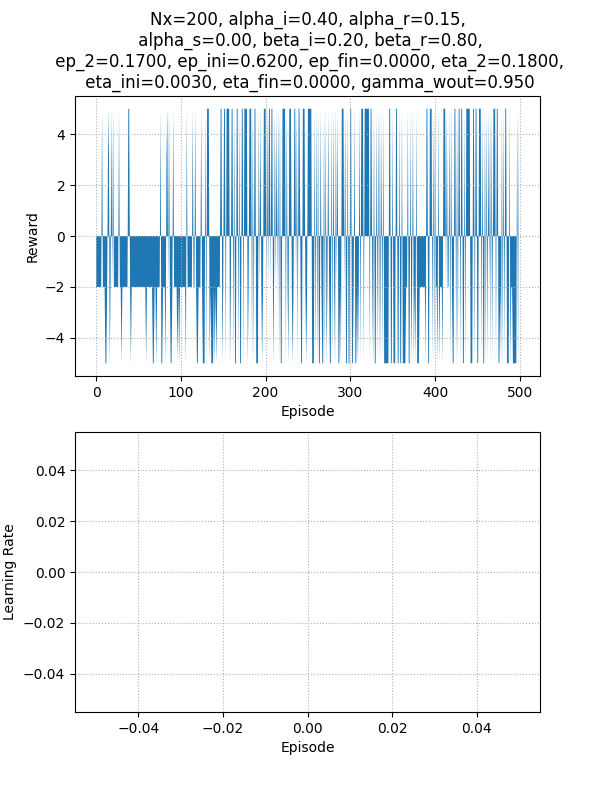 Nx=200, alpha_i=0.40, alpha_r=0.15,
alpha_s=0.00, beta_i=0.20, beta_r=0.80,
ep_2=0.1700, ep_ini=0.6200, ep_fin=0.0000, eta_2=0.1800,
eta_ini=0.0030, eta_fin=0.0000, gamma_wout=0.950
4
2
0
−2
−4
Reward
0 100 200 300 400 500
Episode
0.04
0.02
0.00
−0.02
−0.04
Learning Rate
−0.04 −0.02 0.00 0.02 0.04
Episode